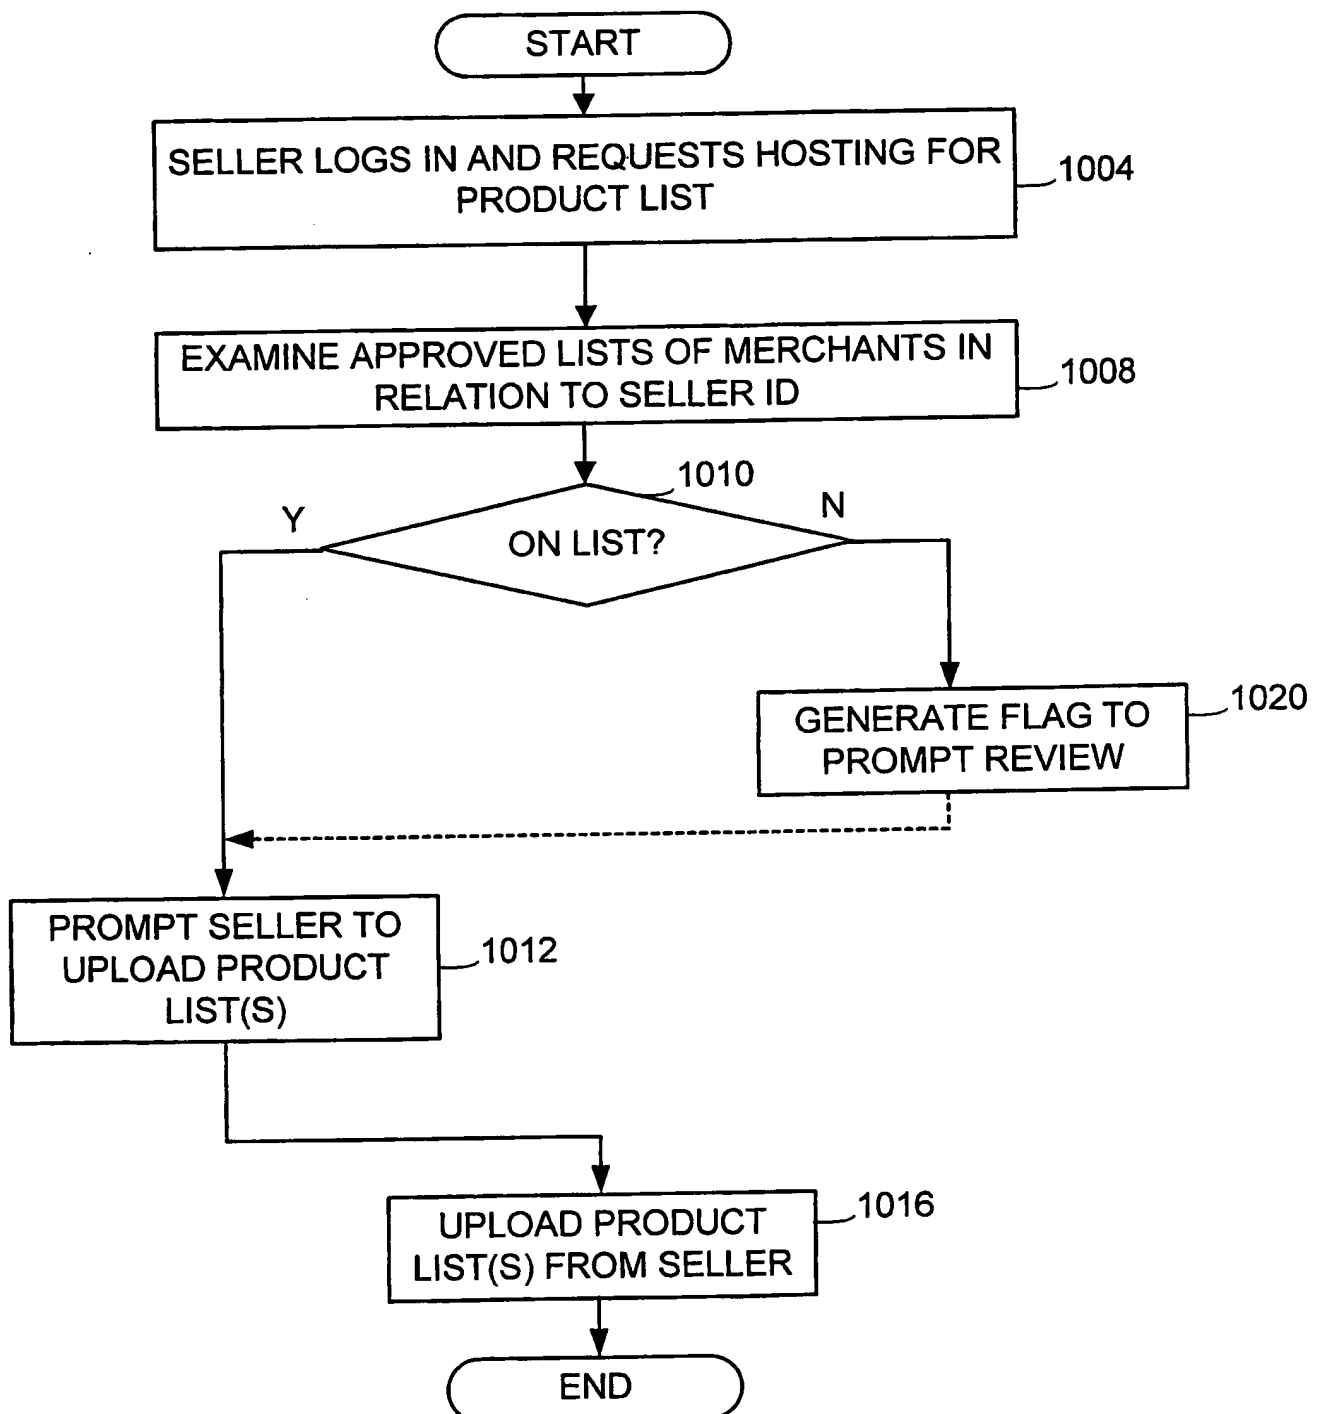 START
SELLER LOGS IN AND REQUESTS HOSTING FOR
PRODUCT LIST
1004
EXAMINE APPROVED LISTS OF MERCHANTS IN
RELATION TO SELLER ID
1008
1010
Y
N
ON LIST?
GENERATE FLAG TO
PROMPT REVIEW
1020
PROMPT SELLER TO
UPLOAD PRODUCT
LIST(S)
1012
UPLOAD PRODUCT
LIST(S) FROM SELLER
1016
END